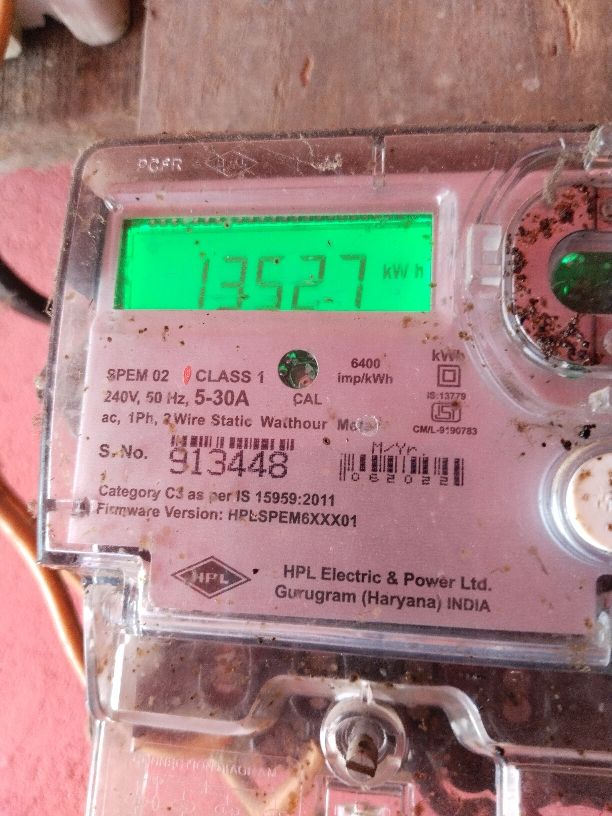 13527 kWh
SPEM 02 CLASS 1
240V, 50 Hz, 5-30A
CAL
6400
imp/kWh
kWh
IS:13779
CM/L-9190783
ac, 1Ph, 2 Wire Static Watthour Meter
S. No. 913448
M/Yr
062022
Category C3 as per IS 15959:2011
Firmware Version: HPLSPEM6XXX01
HPL
HPL Electric & Power Ltd.
Gurugram (Haryana) INDIA
CONNECTION DIAGRAM